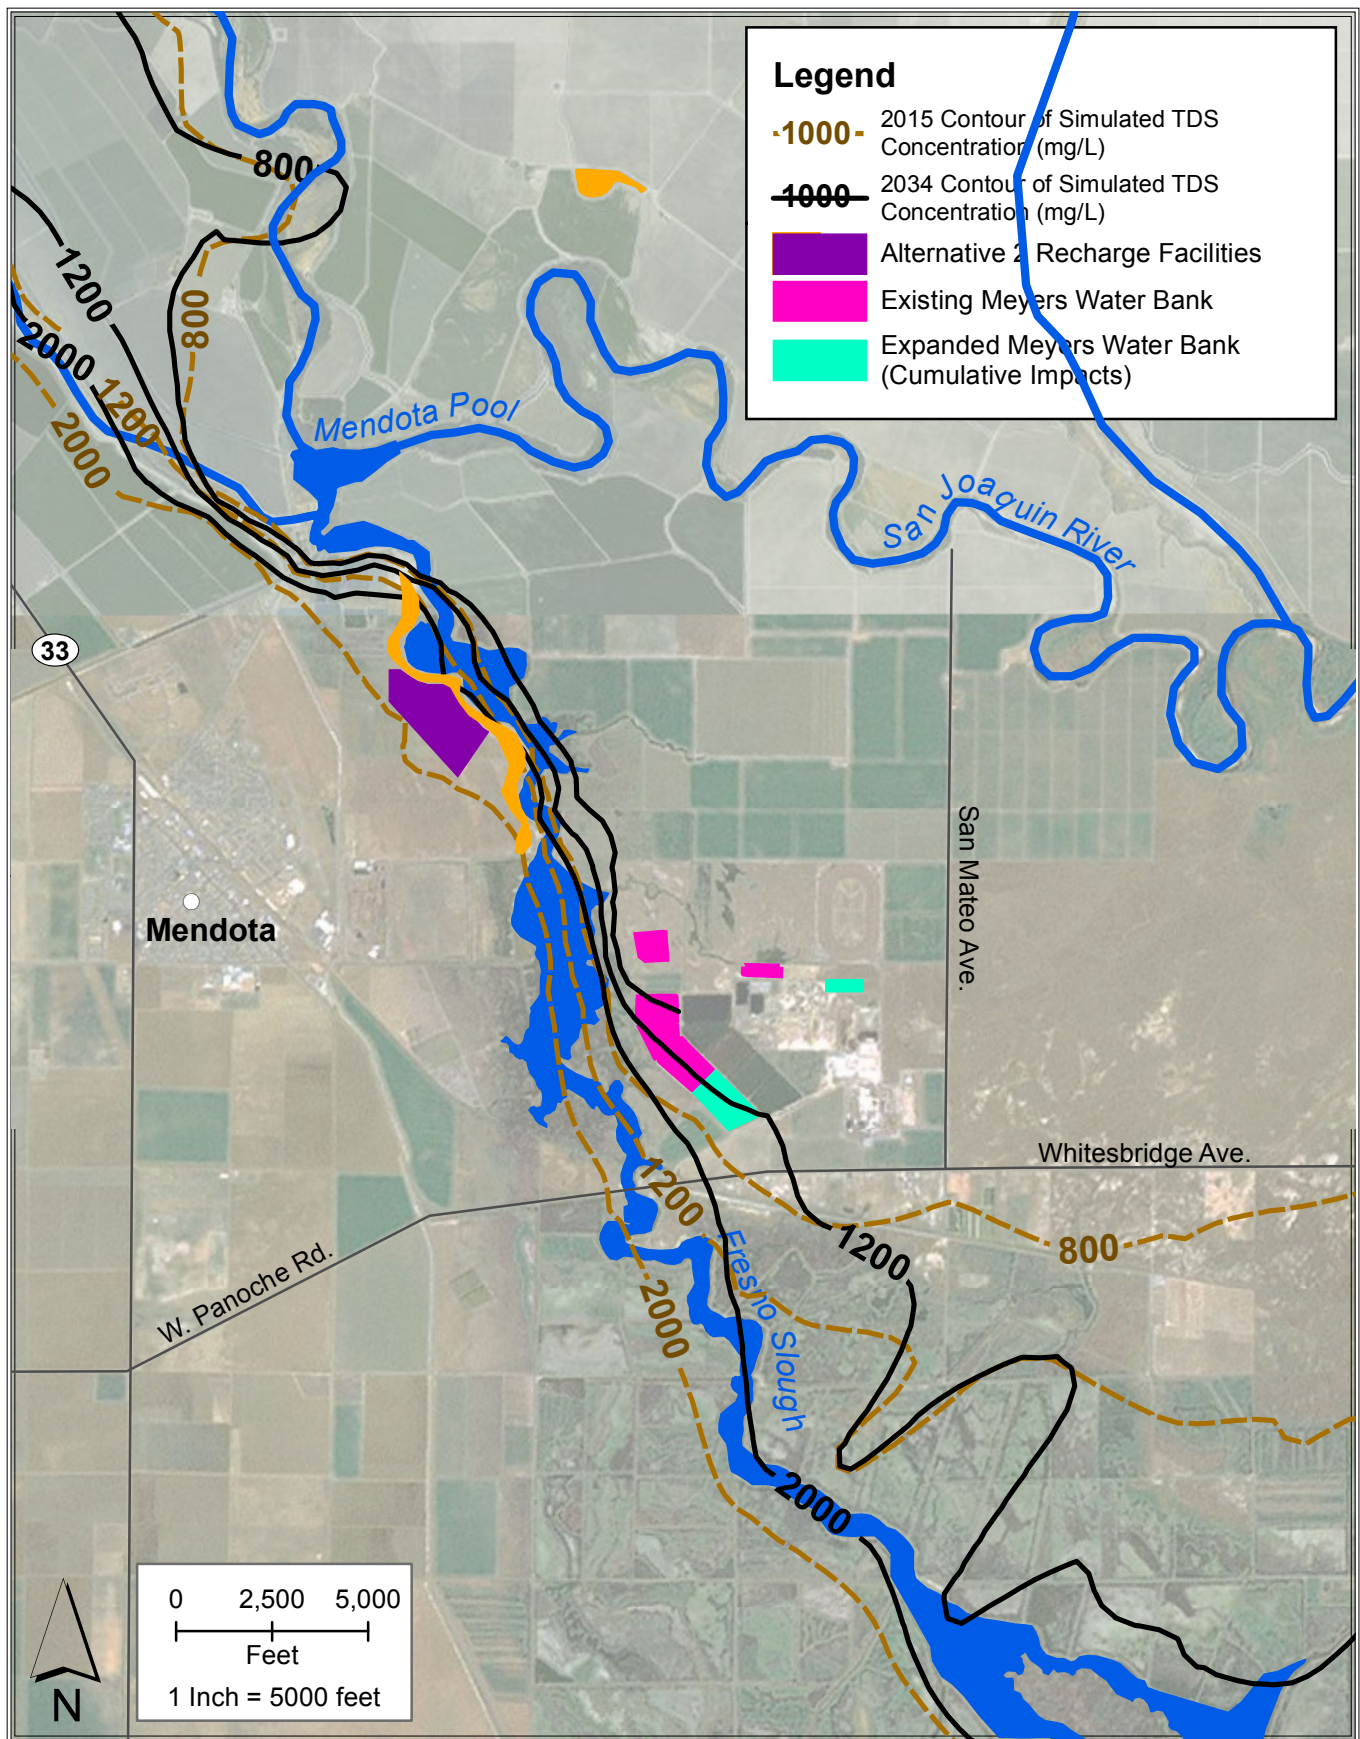 Legend
1000
2015 Contour of Simulated TDS
Concentration (mg/L)
1000
2034 Contour of Simulated TDS
Concentration (mg/L)
Alternative 2 Recharge Facilities
Existing Meyers Water Bank
Expanded Meyers Water Bank
(Cumulative Impacts)
800
1200
800
2000
1200
2000
Mendota Pool
San Joaquin River
33
San Mateo Ave.
Mendota
Whitesbridge Ave.
1200
W. Panoche Rd.
Fresno Slough
1200
800
2000
2000
0 2,500 5,000
Feet
1 Inch = 5000 feet
N